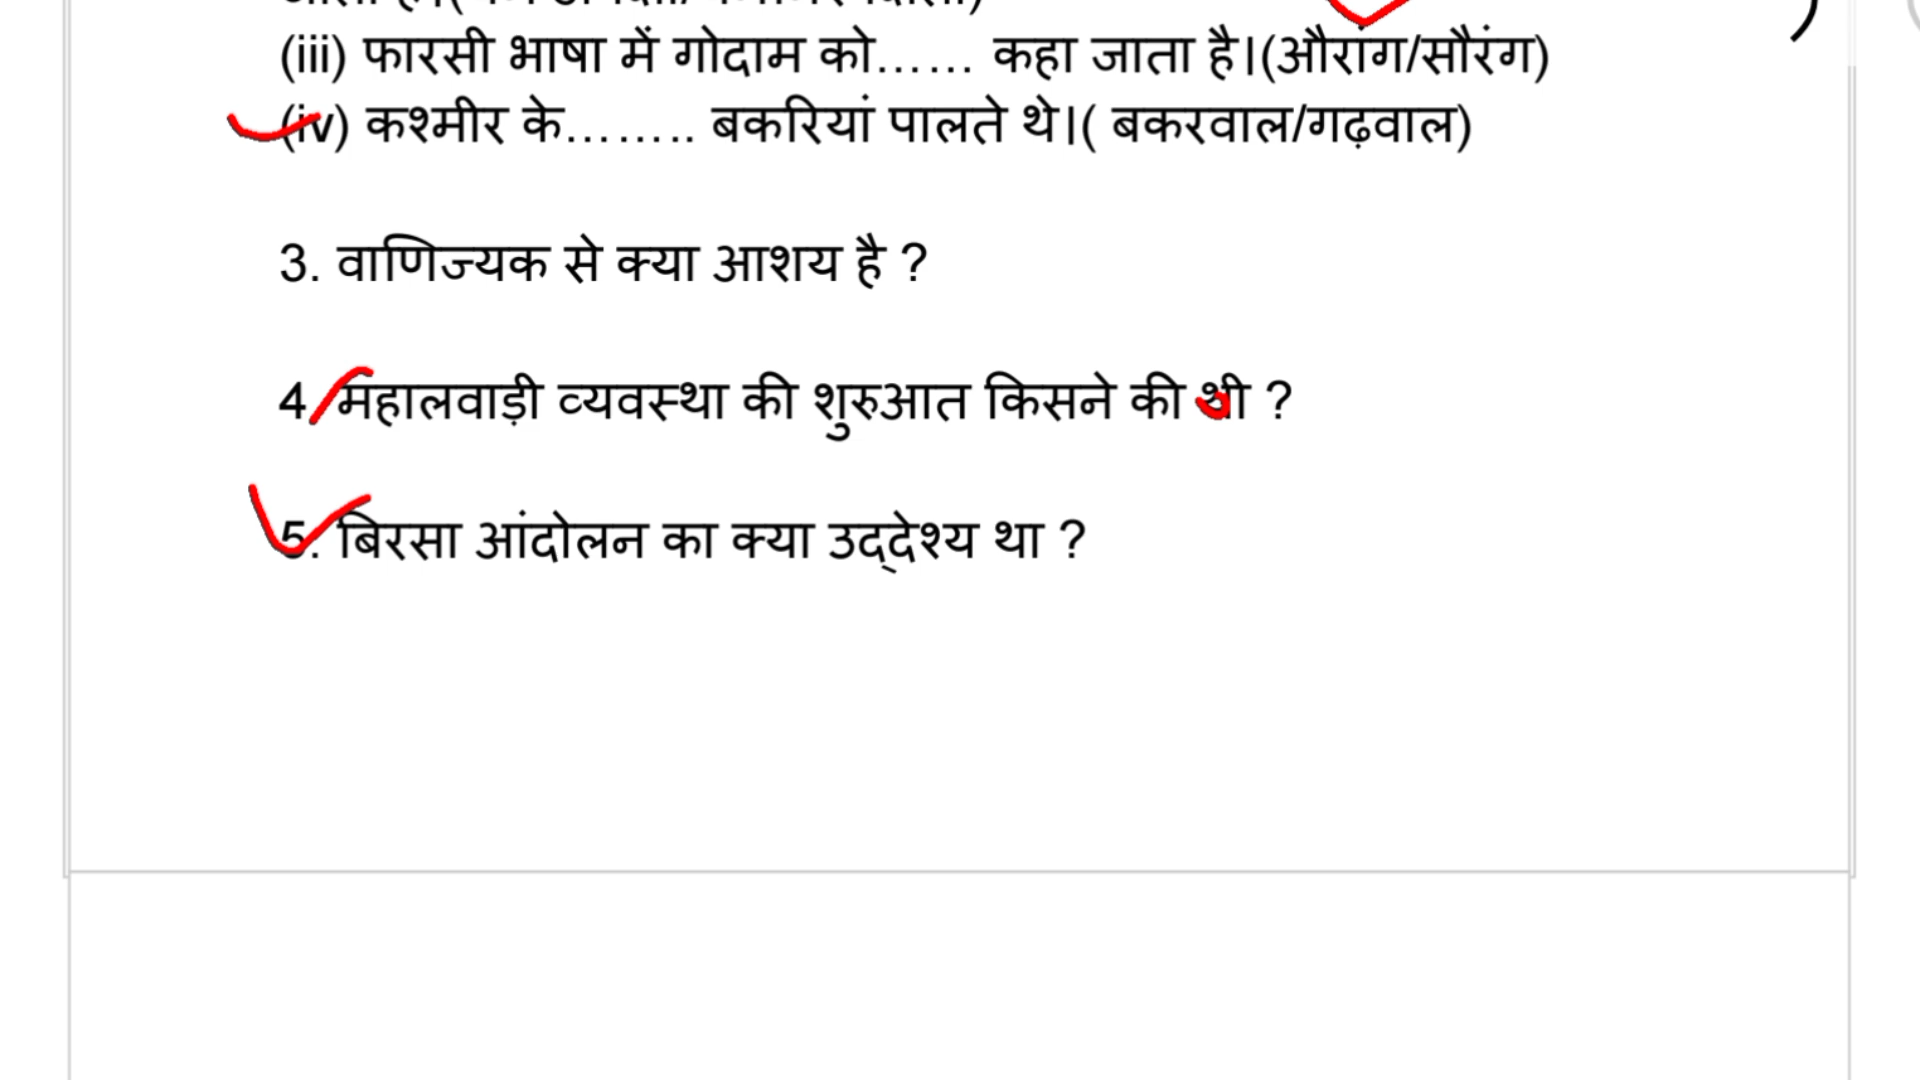 (iii) फारसी भाषा में गोदाम को...... कहा जाता है।(औरांग/सौरंग)
(iv) कश्मीर के........ बकरियां पालते थे।( बकरवाल/गढ़वाल)
3. वाणिज्यक से क्या आशय है ?
4. महालवाड़ी व्यवस्था की शुरुआत किसने की थी ?
5. बिरसा आंदोलन का क्या उद्देश्य था ?